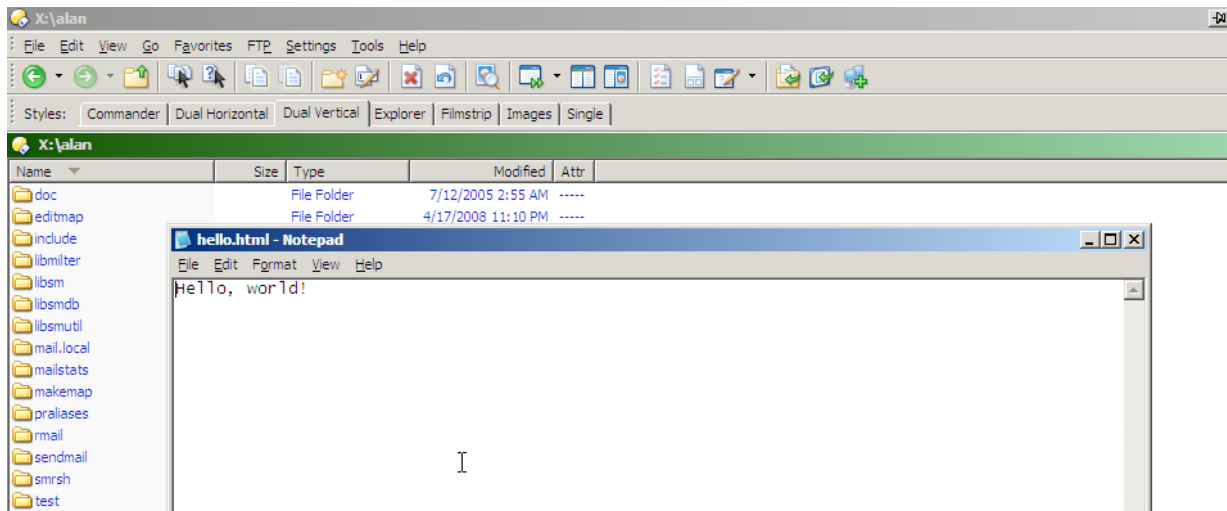 X:\alan
File Edit View Go Favorites FTP Settings Tools Help
Styles: Commander Dual Horizontal Dual Vertical Explorer Filmstrip Images Single
X:\alan
Name Size Type Modified Attr
doc File Folder 7/12/2005 2:55 AM -----
editmap File Folder 4/17/2008 11:10 PM -----
include
libmilter
libsm
libsmdb
libsmutil
mail.local
mailstats
makemap
praliases
rmail
sendmail
smrsh
test
hello.html - Notepad
File Edit Format View Help
Hello, world!